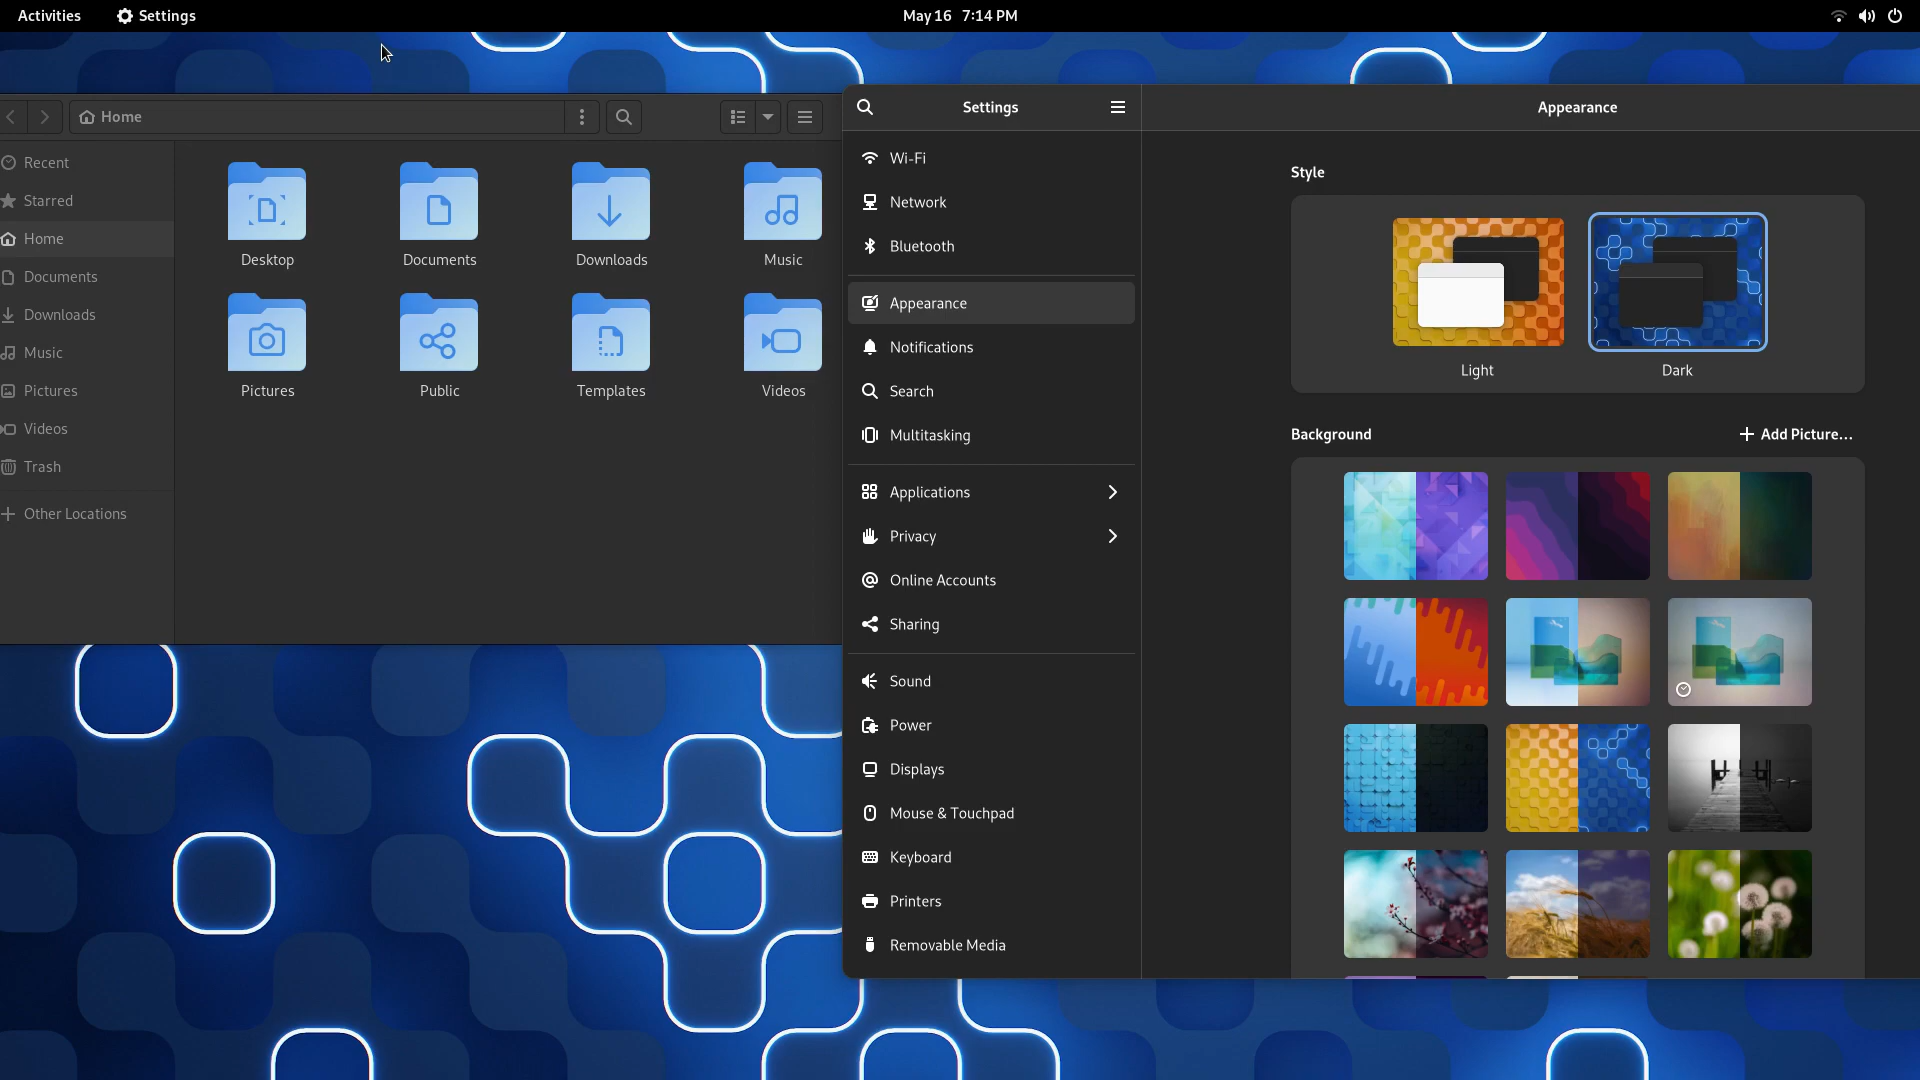 Activities
Settings
May 16 7:14 PM
Home
Recent
Starred
Home
Documents
Downloads
Music
Pictures
Videos
Trash
Other Locations
Desktop
Documents
Downloads
Music
Pictures
Public
Templates
Videos
Settings
Wi-Fi
Network
Bluetooth
Appearance
Notifications
Search
Multitasking
Applications
Privacy
Online Accounts
Sharing
Sound
Power
Displays
Mouse & Touchpad
Keyboard
Printers
Removable Media
Appearance
Style
Light
Dark
Background
Add Picture…